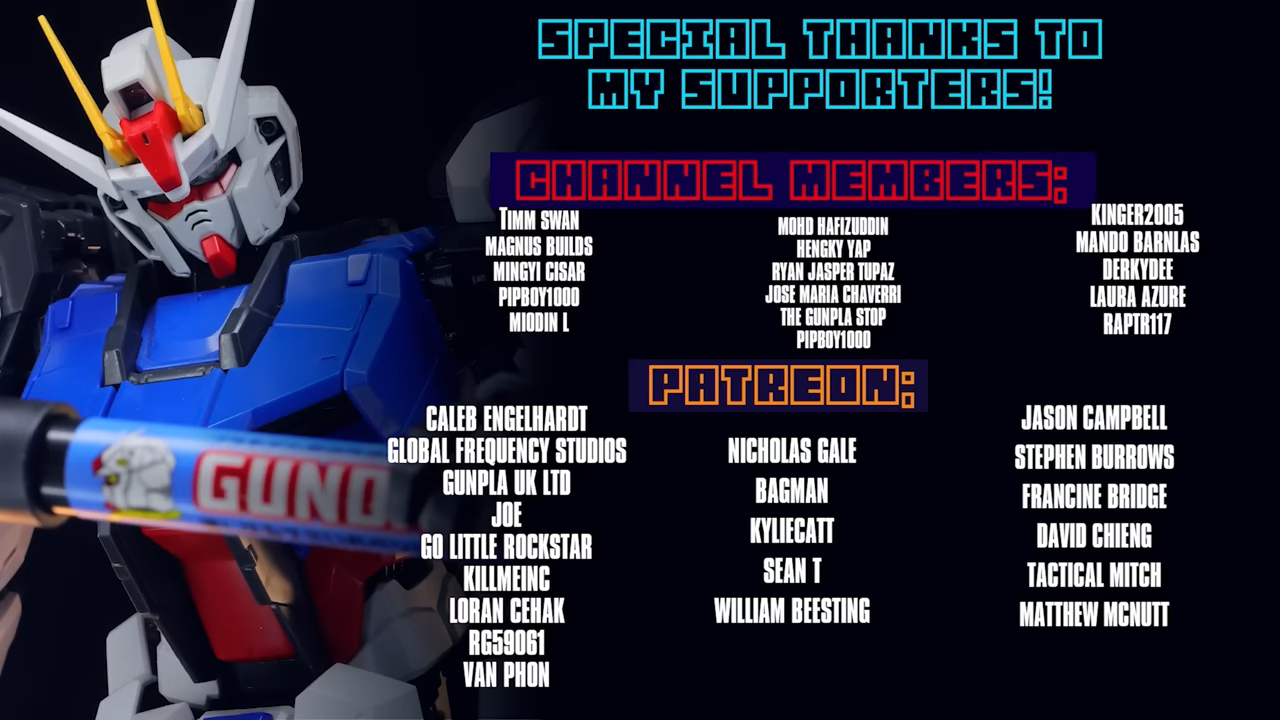 SPECIAL THANKS TO
MY SUPPORTERS!
CHANNEL MEMBERS:
TIMM SWAN
MAGNUS BUILDS
MINGYI CISAR
PIPBOY1000
MIODIN L
MOHD HAFIZUDDIN
HENGKY YAP
RYAN JASPER TUPAZ
JOSE MARIA CHAVERRI
THE GUNPLA STOP
PIPBOY1000
KINGER2005
MANDO BARNLAS
DERKYDEE
LAURA AZURE
RAPTR117
PATREON:
CALEB ENGELHARDT
GLOBAL FREQUENCY STUDIOS
GUNPLA UK LTD
JOE
GO LITTLE ROCKSTAR
KILLMEINC
LORAN CEHAK
RG59061
VAN PHON
NICHOLAS GALE
BAGMAN
KYLIECATT
SEAN T
WILLIAM BEESTING
JASON CAMPBELL
STEPHEN BURROWS
FRANCINE BRIDGE
DAVID CHIENG
TACTICAL MITCH
MATTHEW MCNUTT
GUND